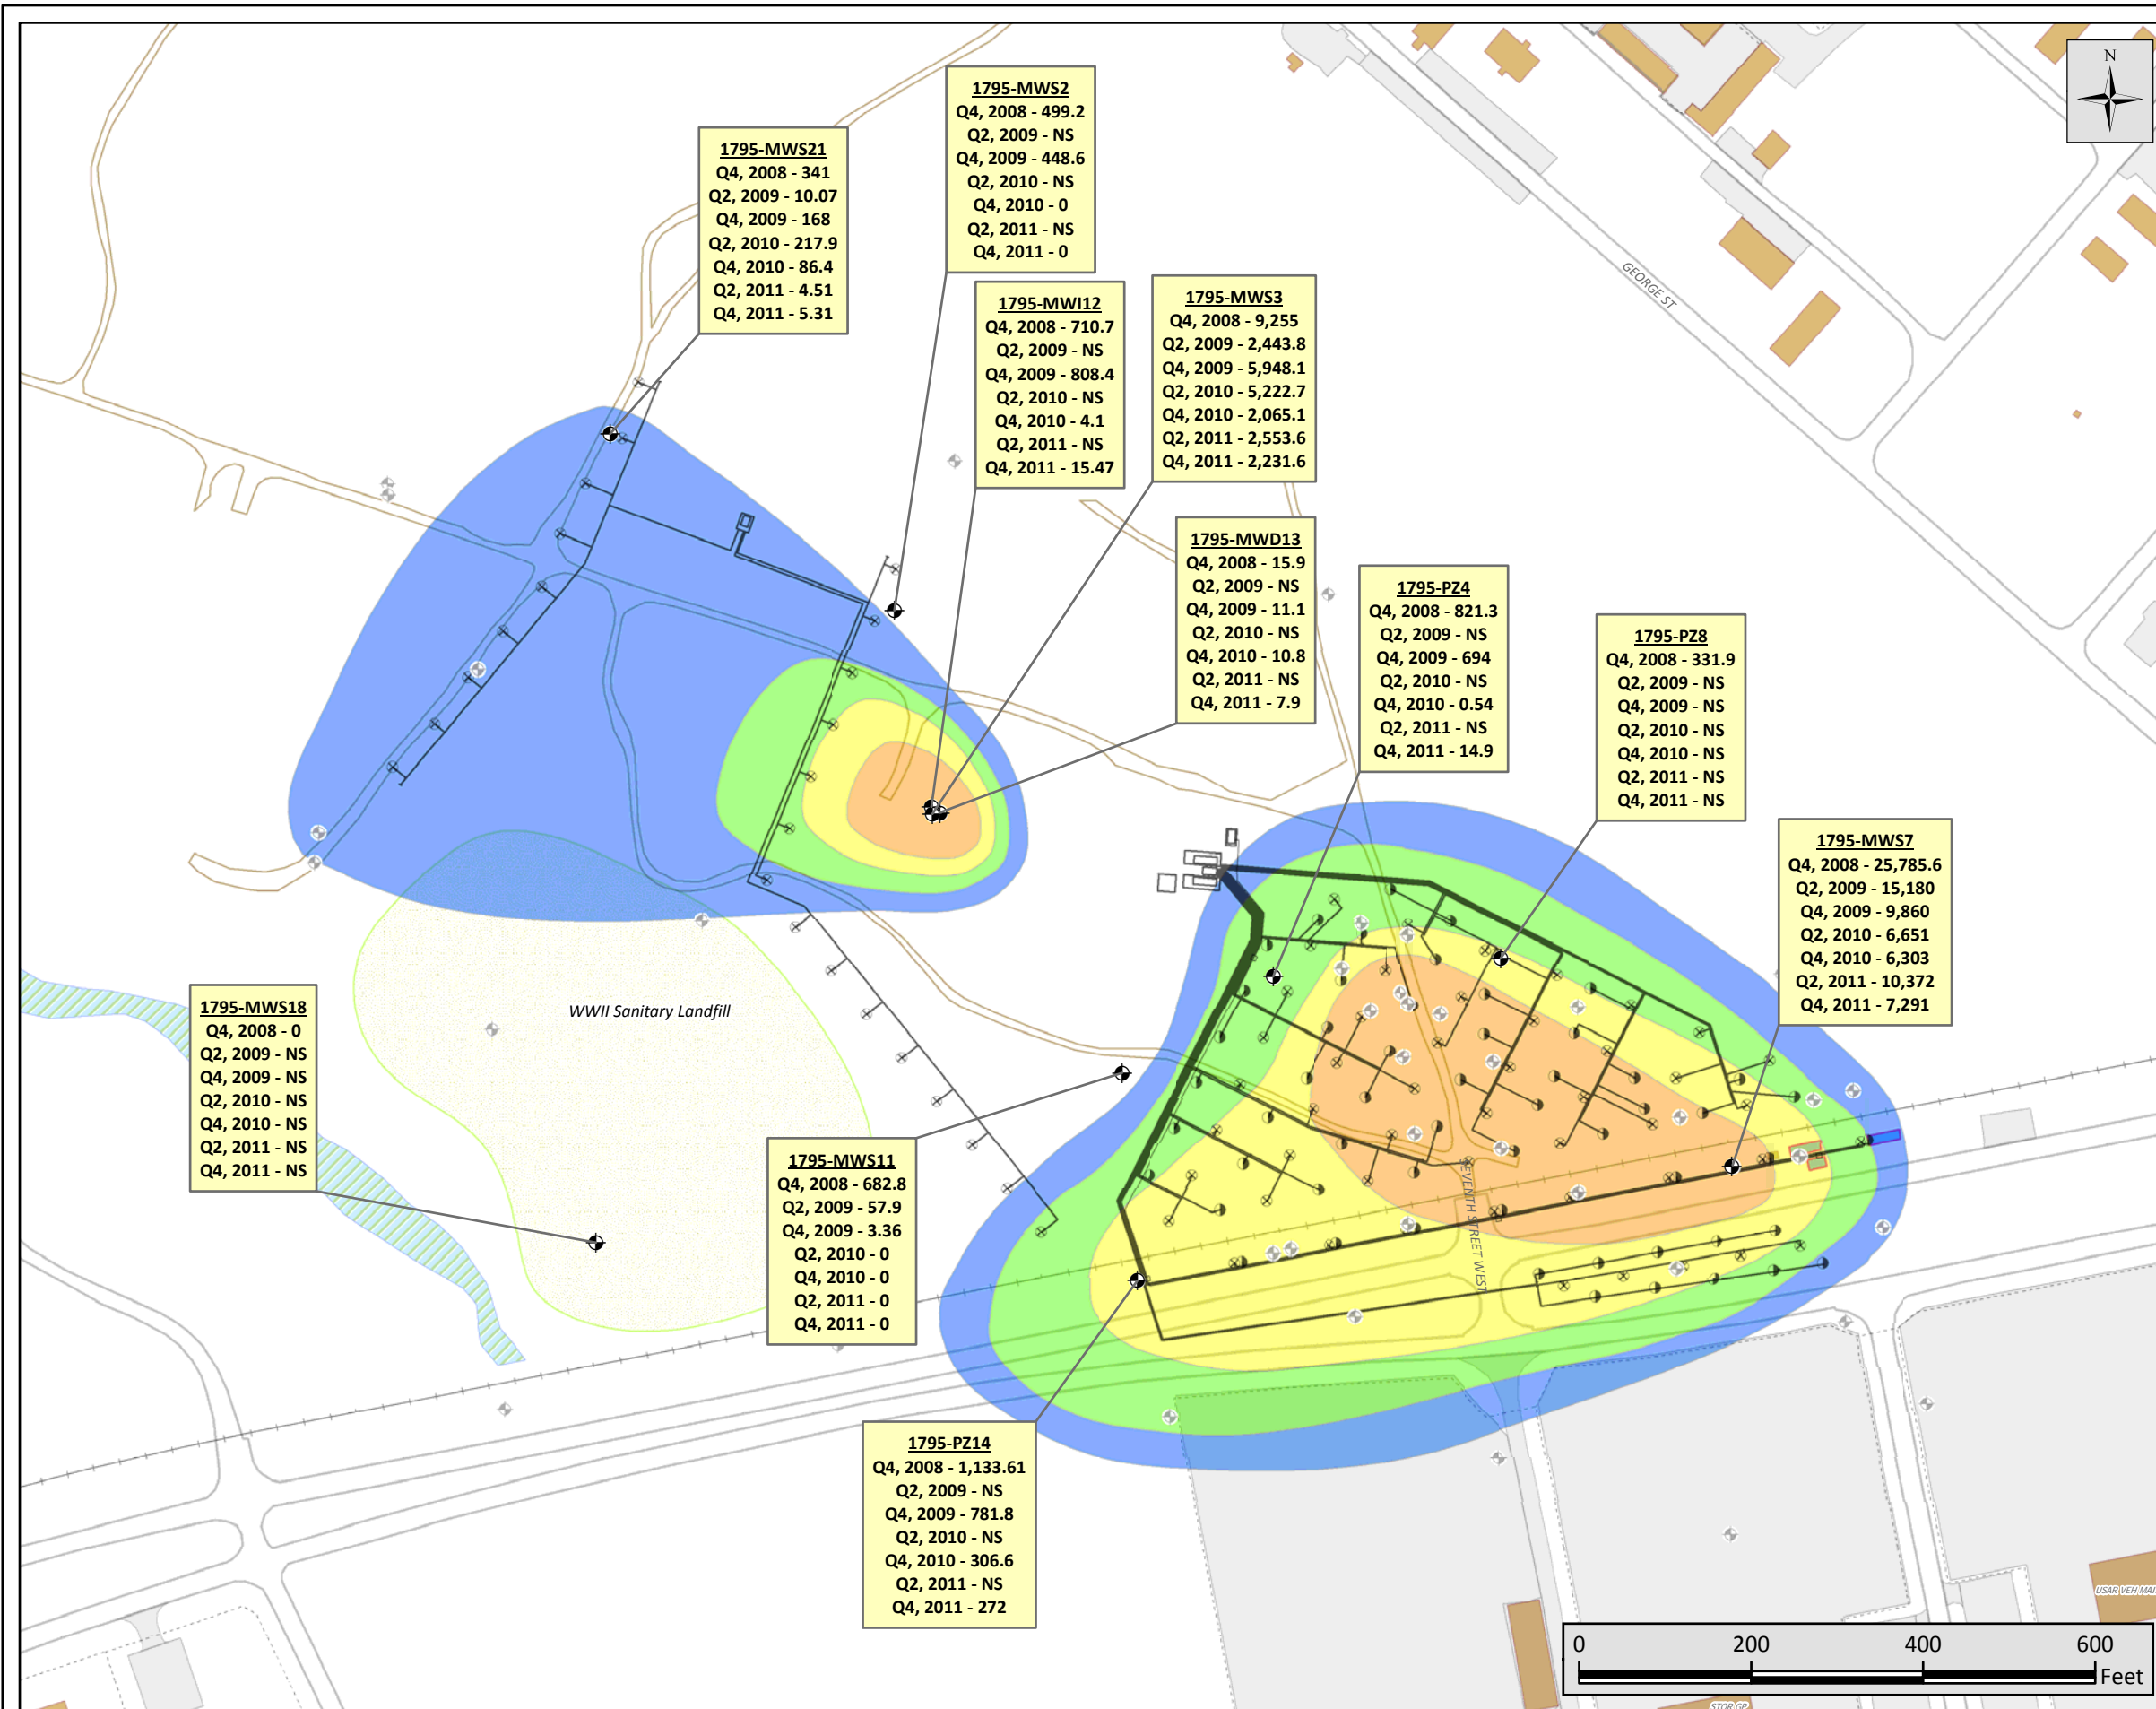 N
1795-MWS2
Q4, 2008 - 499.2
Q2, 2009 - NS
Q4, 2009 - 448.6
Q2, 2010 - NS
Q4, 2010 - 0
Q2, 2011 - NS
Q4, 2011 - 0
1795-MWS21
Q4, 2008 - 341
Q2, 2009 - 10.07
Q4, 2009 - 168
Q2, 2010 - 217.9
Q4, 2010 - 86.4
Q2, 2011 - 4.51
Q4, 2011 - 5.31
GEORGE ST
1795-MWI12
Q4, 2008 - 710.7
Q2, 2009 - NS
Q4, 2009 - 808.4
Q2, 2010 - NS
Q4, 2010 - 4.1
Q2, 2011 - NS
Q4, 2011 - 15.47
1795-MWS3
Q4, 2008 - 9,255
Q2, 2009 - 2,443.8
Q4, 2009 - 5,948.1
Q2, 2010 - 5,222.7
Q4, 2010 - 2,065.1
Q2, 2011 - 2,553.6
Q4, 2011 - 2,231.6
1795-MWD13
Q4, 2008 - 15.9
Q2, 2009 - NS
Q4, 2009 - 11.1
Q2, 2010 - NS
Q4, 2010 - 10.8
Q2, 2011 - NS
Q4, 2011 - 7.9
1795-PZ4
Q4, 2008 - 821.3
Q2, 2009 - NS
Q4, 2009 - 694
Q2, 2010 - NS
Q4, 2010 - 0.54
Q2, 2011 - NS
Q4, 2011 - 14.9
1795-PZ8
Q4, 2008 - 331.9
Q2, 2009 - NS
Q4, 2009 - NS
Q2, 2010 - NS
Q4, 2010 - NS
Q2, 2011 - NS
Q4, 2011 - NS
1795-MWS7
Q4, 2008 - 25,785.6
Q2, 2009 - 15,180
Q4, 2009 - 9,860
Q2, 2010 - 6,651
Q4, 2010 - 6,303
Q2, 2011 - 10,372
Q4, 2011 - 7,291
WWII Sanitary Landfill
1795-MWS18
Q4, 2008 - 0
Q2, 2009 - NS
Q4, 2009 - NS
Q2, 2010 - NS
Q4, 2010 - NS
Q2, 2011 - NS
Q4, 2011 - NS
1795-MWS11
Q4, 2008 - 682.8
Q2, 2009 - 57.9
Q4, 2009 - 3.36
Q2, 2010 - 0
Q4, 2010 - 0
Q2, 2011 - 0
Q4, 2011 - 0
SEVENTH STREET WEST
1795-PZ14
Q4, 2008 - 1,133.61
Q2, 2009 - NS
Q4, 2009 - 781.8
Q2, 2010 - NS
Q4, 2010 - 306.6
Q2, 2011 - NS
Q4, 2011 - 272
USAR VEH MAI
0 200 400 600
Feet
STOR GP